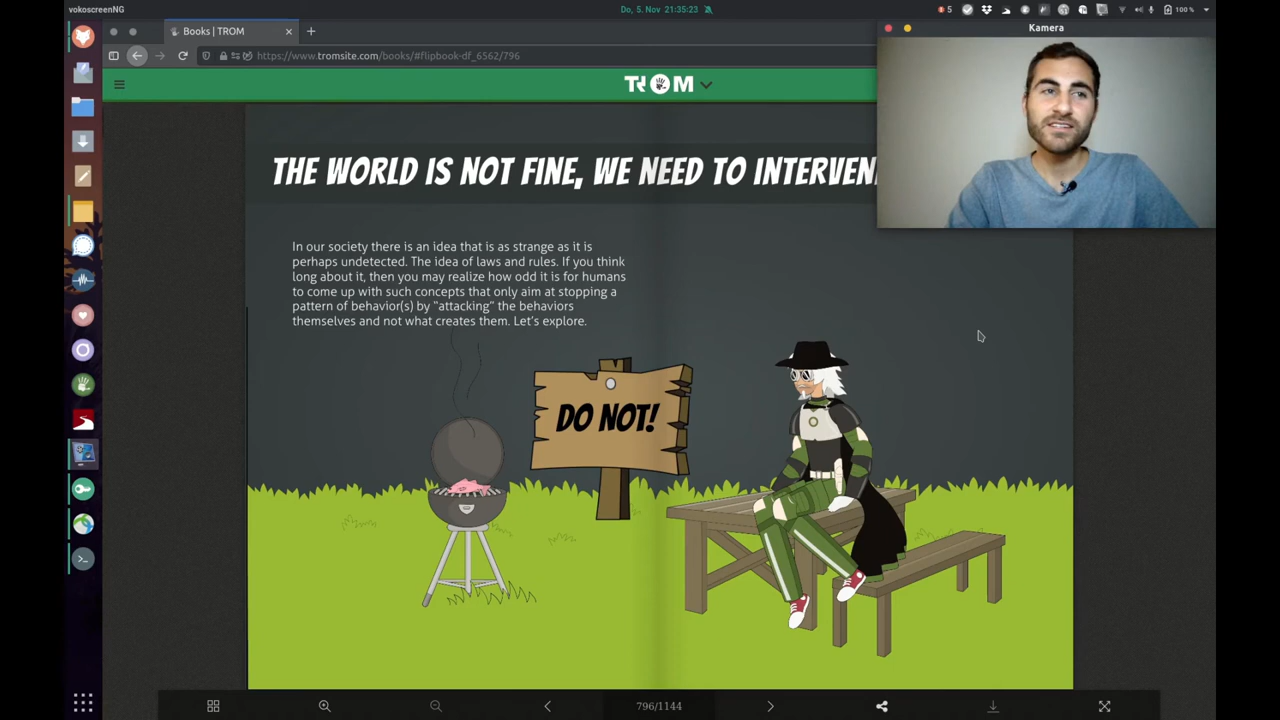 vokoscreenNG
Do, 5. Nov 21:35:23
5
100 %
Books | TROM
https://www.tromsite.com/books/#flipbook-df_6562/796
Kamera
TROM
THE WORLD IS NOT FINE, WE NEED TO INTERVEN
In our society there is an idea that is as strange as it is
perhaps undetected. The idea of laws and rules. If you think
long about it, then you may realize how odd it is for humans
to come up with such concepts that only aim at stopping a
pattern of behavior(s) by "attacking" the behaviors
themselves and not what creates them. Let's explore.
DO NOT!
796/1144